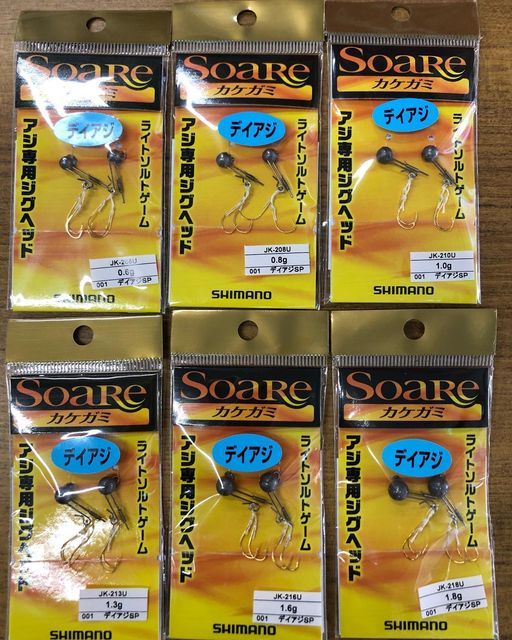 SOARE
カケガミ
デイアジ
ライトソルトゲーム
アジ専用ジグヘッド
JK-206U
0.6g
001 デイアジSP
SHIMANO
SOARE
カケガミ
デイアジ
ライトソルトゲーム
アジ専用ジグヘッド
JK-208U
0.8g
001 デイアジSP
SHIMANO
SOARE
カケガミ
デイアジ
ライトソルトゲーム
アジ専用ジグヘッド
JK-210U
1.0g
001 デイアジSP
SHIMANO
SOARE
カケガミ
デイアジ
ライトソルトゲーム
アジ専用ジグヘッド
JK-213U
1.3g
001 デイアジSP
SHIMANO
SOARE
カケガミ
デイアジ
ライトソルトゲーム
アジ専用ジグヘッド
JK-216U
1.6g
001 デイアジSP
SHIMANO
SOARE
カケガミ
デイアジ
ライトソルトゲーム
アジ専用ジグヘッド
JK-218U
1.8g
001 デイアジSP
SHIMANO